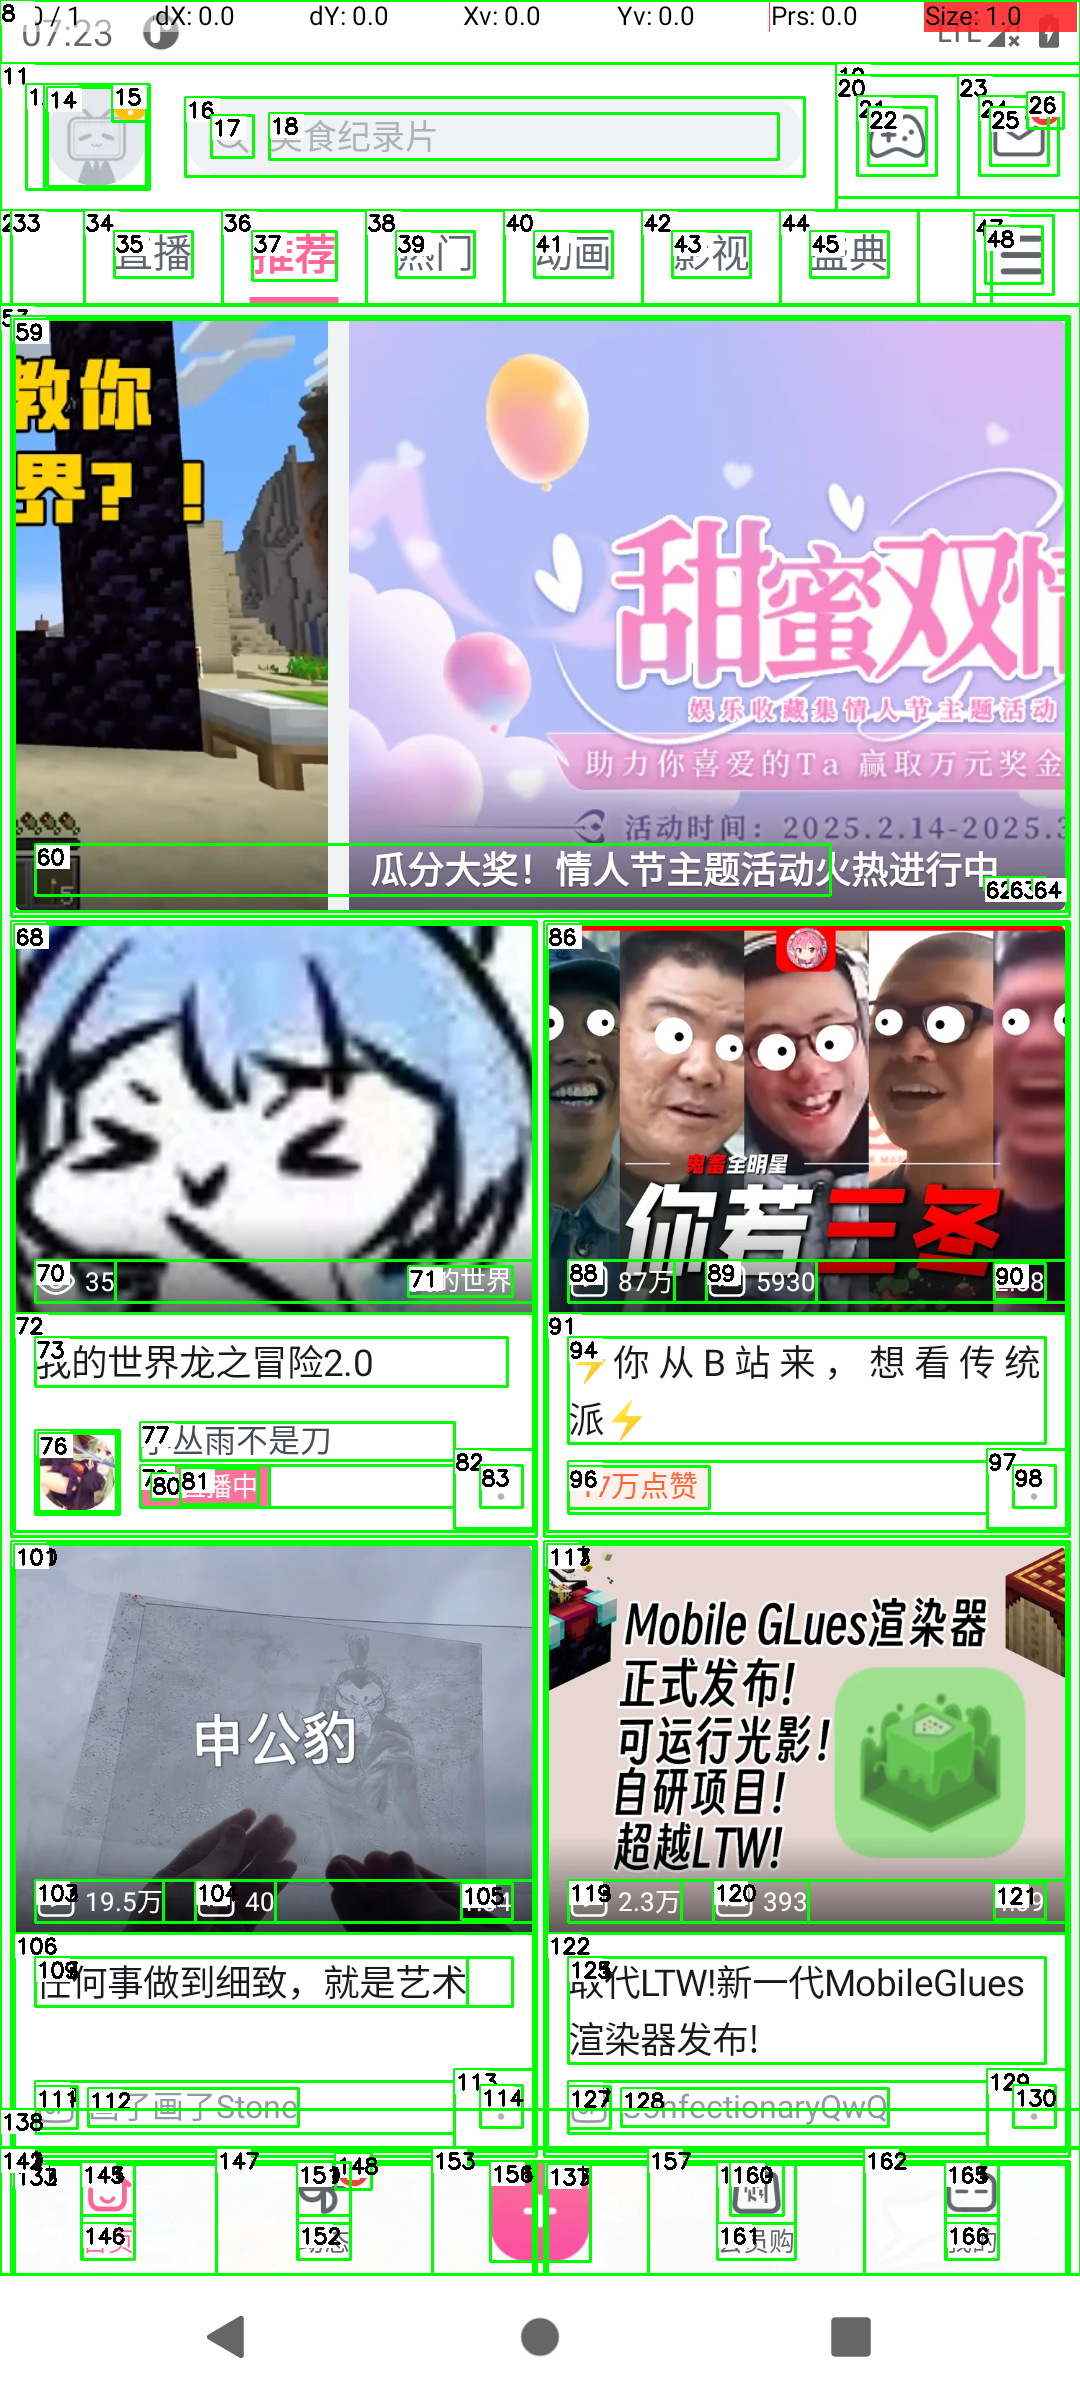 0 / 1 dX: 0.0 dY: 0.0 Xv: 0.0 Yv: 0.0 Prs: 0.0 Size: 1.0
07:23 LTE
美食纪录片
直播 推荐 热门 动画 影视 盛典
教你
界？！
甜蜜双情
娱乐收藏集情人节主题活动
助力你喜爱的Ta 赢取万元奖金
活动时间：2025.2.14-2025.3
瓜分大奖！情人节主题活动火热进行中
35 我的世界
鬼畜全明星
你若三冬
87万 5930
我的世界龙之冒险2.0
丛雨不是刀
直播中
⚡你从B站来，想看传统
派⚡
17万点赞
申公豹
19.5万 40
Mobile GLues渲染器
正式发布！
可运行光影！
自研项目！
超越LTW!
2.3万 393
任何事做到细致，就是艺术
画了画了Stone
取代LTW!新一代MobileGlues
渲染器发布!
ConfectionaryQwQ
首页 动态 会员购 我的